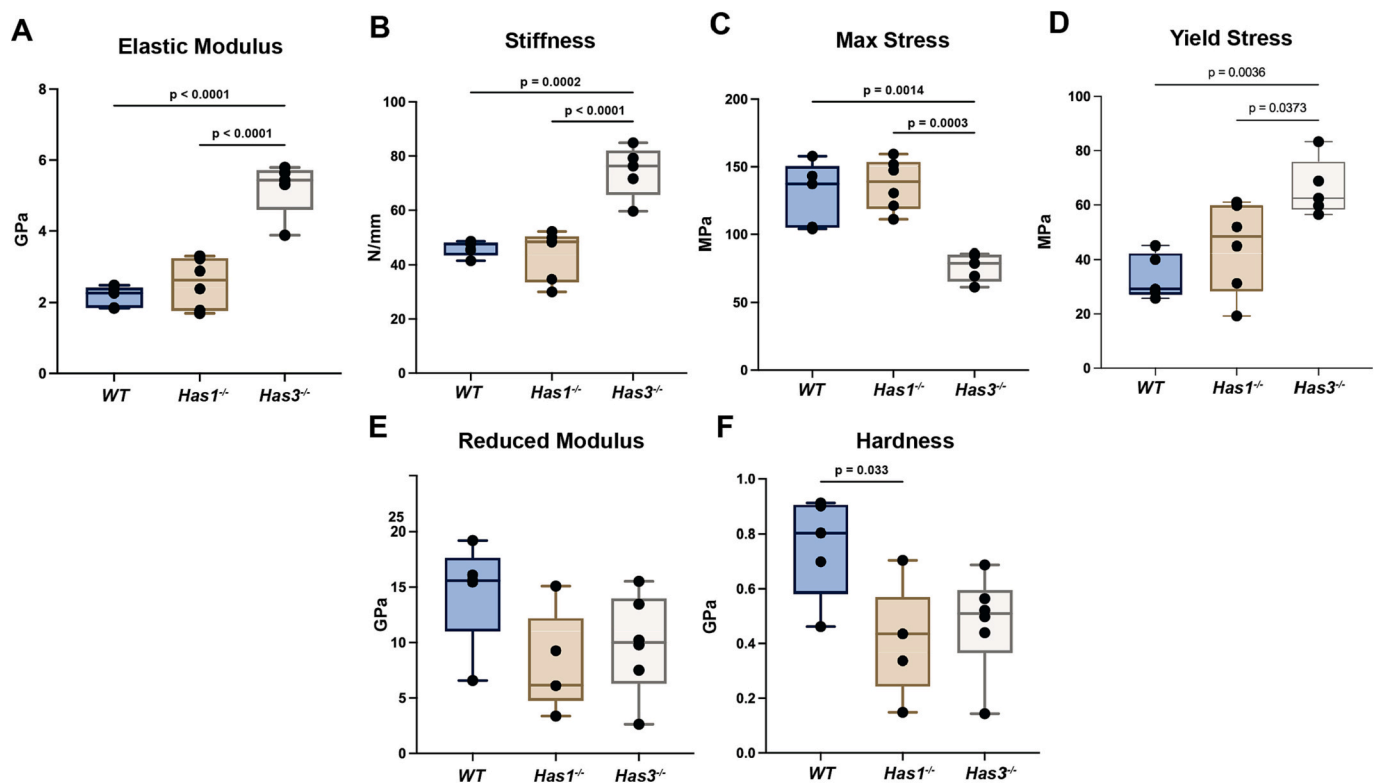 A
Elastic Modulus
p < 0.0001
p < 0.0001
8
6
4
2
0
GPa
WT
Has1-/-
Has3-/-
B
Stiffness
p = 0.0002
p < 0.0001
100
80
60
40
20
0
N/mm
WT
Has1-/-
Has3-/-
C
Max Stress
p = 0.0014
p = 0.0003
200
150
100
50
0
MPa
WT
Has1-/-
Has3-/-
D
Yield Stress
p = 0.0036
p = 0.0373
100
80
60
40
20
0
MPa
WT
Has1-/-
Has3-/-
E
Reduced Modulus
25
20
15
10
5
0
GPa
WT
Has1-/-
Has3-/-
F
Hardness
p = 0.033
1.0
0.8
0.6
0.4
0.2
0.0
GPa
WT
Has1-/-
Has3-/-